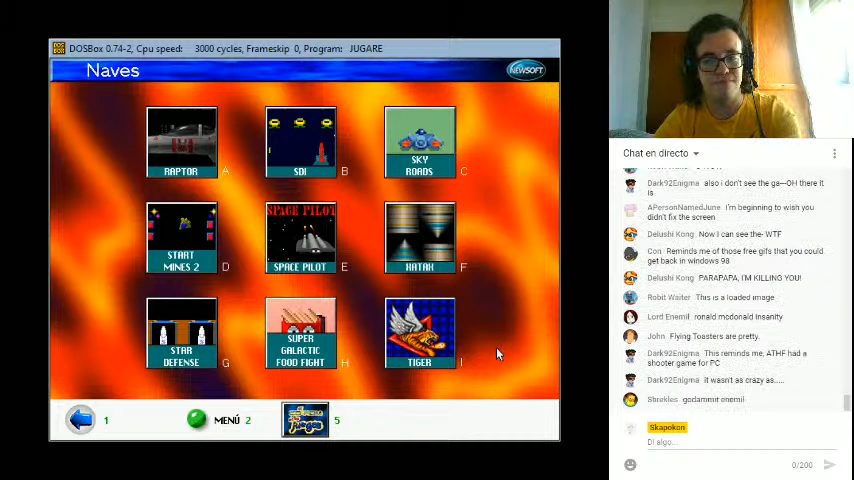 DOSBox 0.74-2, Cpu speed: 3000 cycles, Frameskip 0, Program: JUGARE
Naves
NEWSOFT
RAPTOR
A
SDI
B
SKY
ROADS
C
START
MINES 2
D
SPACE PILOT
SPACE PILOT
E
XATAX
F
STAR
DEFENSE
G
SUPER
GALACTIC
FOOD FIGHT
H
TIGER
I
1
MENÚ 2
5
Chat en directo
Dark92Enigma also i don't see the ga--OH there it
is
APersonNamedJune I'm beginning to wish you
didn't fix the screen
Delushi Kong Now I can see the- WTF
Con Reminds me of those free gifs that you could
get back in windows 98
Delushi Kong PARAPAPA, I'M KILLING YOU!
Robit Waiter This is a loaded image
Lord Enemil ronald mcdonald insanity
John Flying Toasters are pretty.
Dark92Enigma This reminds me, ATHF had a
shooter game for PC
Dark92Enigma it wasn't as crazy as.....
Sbrekles godammit enemil
Skapokon
Di algo...
0/200